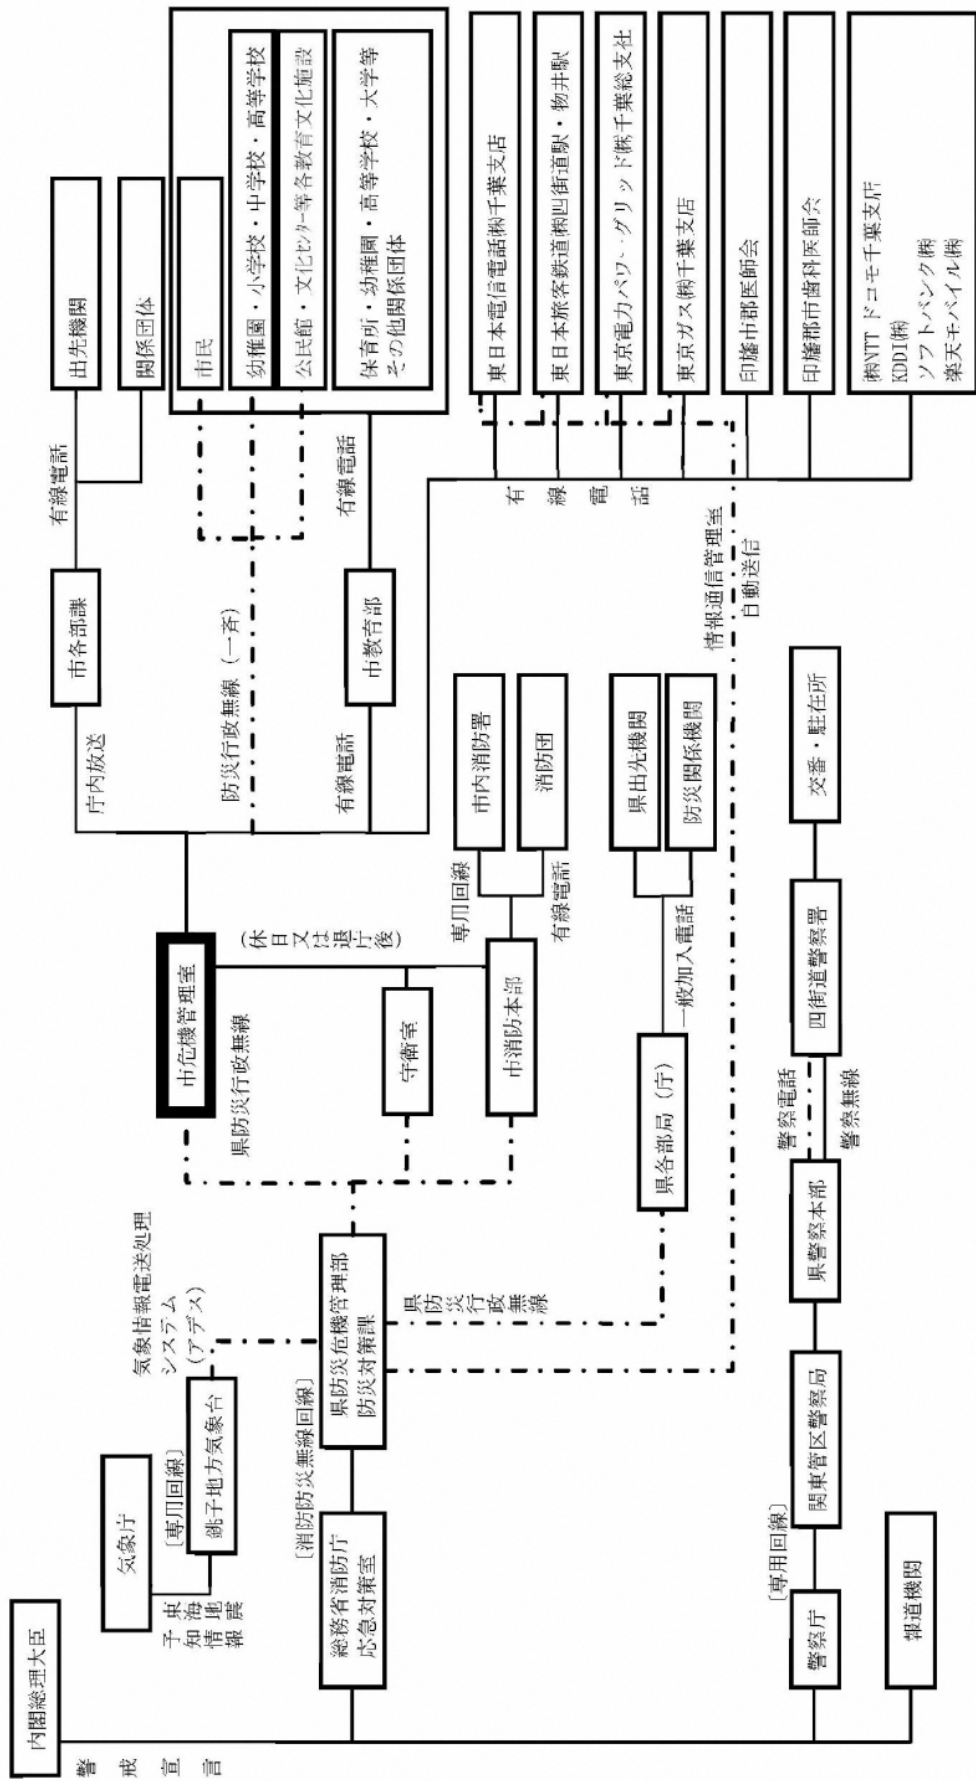 内閣総理大臣
警戒宣言
気象庁
東海地震
予知情報
〔専用回線〕
銚子地方気象台
気象情報電送処理
システム
（アデス）
総務省消防庁
応急対策室
〔消防防災無線回線〕
県防災危機管理部
防災対策課
県防災行政無線
警察庁
〔専用回線〕
関東管区警察局
県警察本部
警察電話
警察無線
四街道警察署
交番・駐在所
報道機関
市危機管理室
県防災行政無線
（休日又は退庁後）
守衛室
市消防本部
専用回線
有線電話
市内消防署
消防団
県各部局（庁）
一般加入電話
県出先機関
防災関係機関
情報通信管理室
自動送信
庁内放送
市各部課
有線電話
出先機関
関係団体
防災行政無線（一斉）
有線電話
市教育部
有線電話
市民
幼稚園・小学校・中学校・高等学校
公民館・文化センター等各教育文化施設
保育所・幼稚園・高等学校・大学等
その他関係団体
有線電話
東日本電信電話㈱千葉支店
東日本旅客鉄道㈱四街道駅・物井駅
東京電力パワーグリッド㈱千葉総支社
東京ガス㈱千葉支店
印旛市郡医師会
印旛郡市歯科医師会
㈱NTTドコモ千葉支店
KDDI㈱
ソフトバンク㈱
楽天モバイル㈱